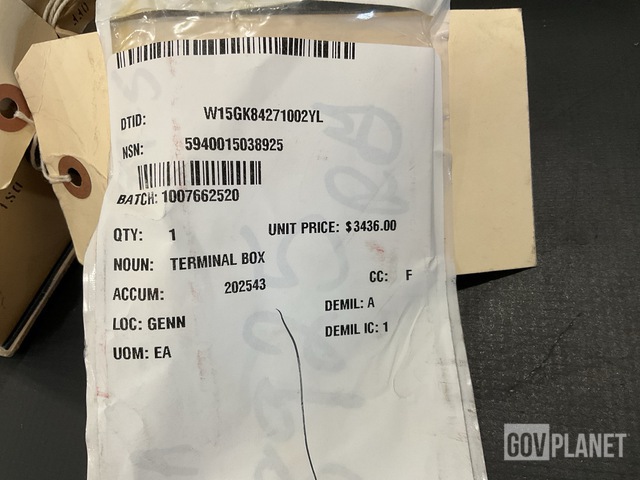 DTID: W15GK84271002YL
NSN: 5940015038925
BATCH: 1007662520
QTY: 1 UNIT PRICE: $3436.00
NOUN: TERMINAL BOX
CC: F
ACCUM: 202543
DEMIL: A
LOC: GENN
DEMIL IC: 1
UOM: EA
GOVPLANET